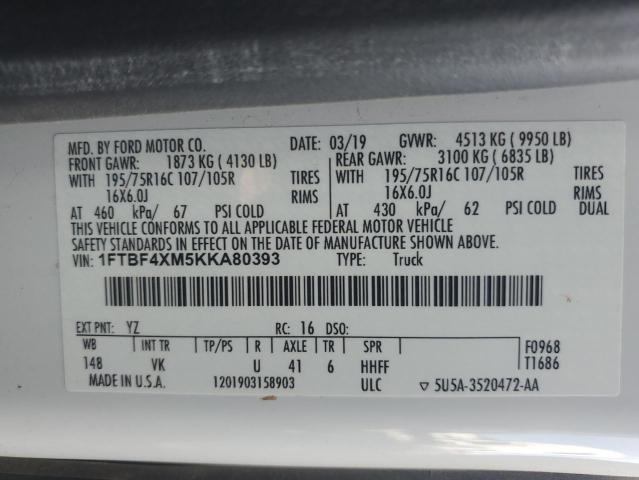 MFD. BY FORD MOTOR CO. DATE: 03/19 GVWR: 4513 KG ( 9950 LB)
FRONT GAWR: 1873 KG ( 4130 LB) REAR GAWR: 3100 KG ( 6835 LB)
WITH 195/75R16C 107/105R TIRES WITH 195/75R16C 107/105R TIRES
16X6.0J RIMS 16X6.0J RIMS
AT 460 kPa/ 67 PSI COLD AT 430 kPa/ 62 PSI COLD DUAL
THIS VEHICLE CONFORMS TO ALL APPLICABLE FEDERAL MOTOR VEHICLE
SAFETY STANDARDS IN EFFECT ON THE DATE OF MANUFACTURE SHOWN ABOVE.
VIN: 1FTBF4XM5KKA80393 TYPE: Truck
EXT PNT: YZ RC: 16 DSO:
WB INT TR TP/PS R AXLE TR SPR F0968
148 VK U 41 6 HHFF T1686
MADE IN U.S.A. 1201903158903 ULC ▽ 5U5A-3520472-AA